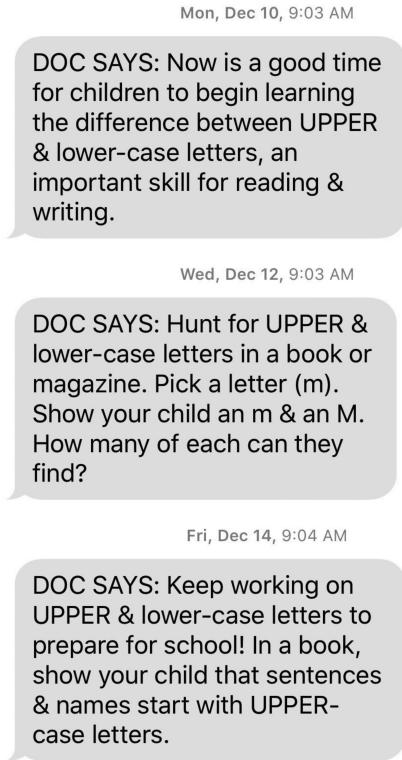 Mon, Dec 10, 9:03 AM
DOC SAYS: Now is a good time
for children to begin learning
the difference between UPPER
& lower-case letters, an
important skill for reading &
writing.
Wed, Dec 12, 9:03 AM
DOC SAYS: Hunt for UPPER &
lower-case letters in a book or
magazine. Pick a letter (m).
Show your child an m & an M.
How many of each can they
find?
Fri, Dec 14, 9:04 AM
DOC SAYS: Keep working on
UPPER & lower-case letters to
prepare for school! In a book,
show your child that sentences
& names start with UPPER-
case letters.